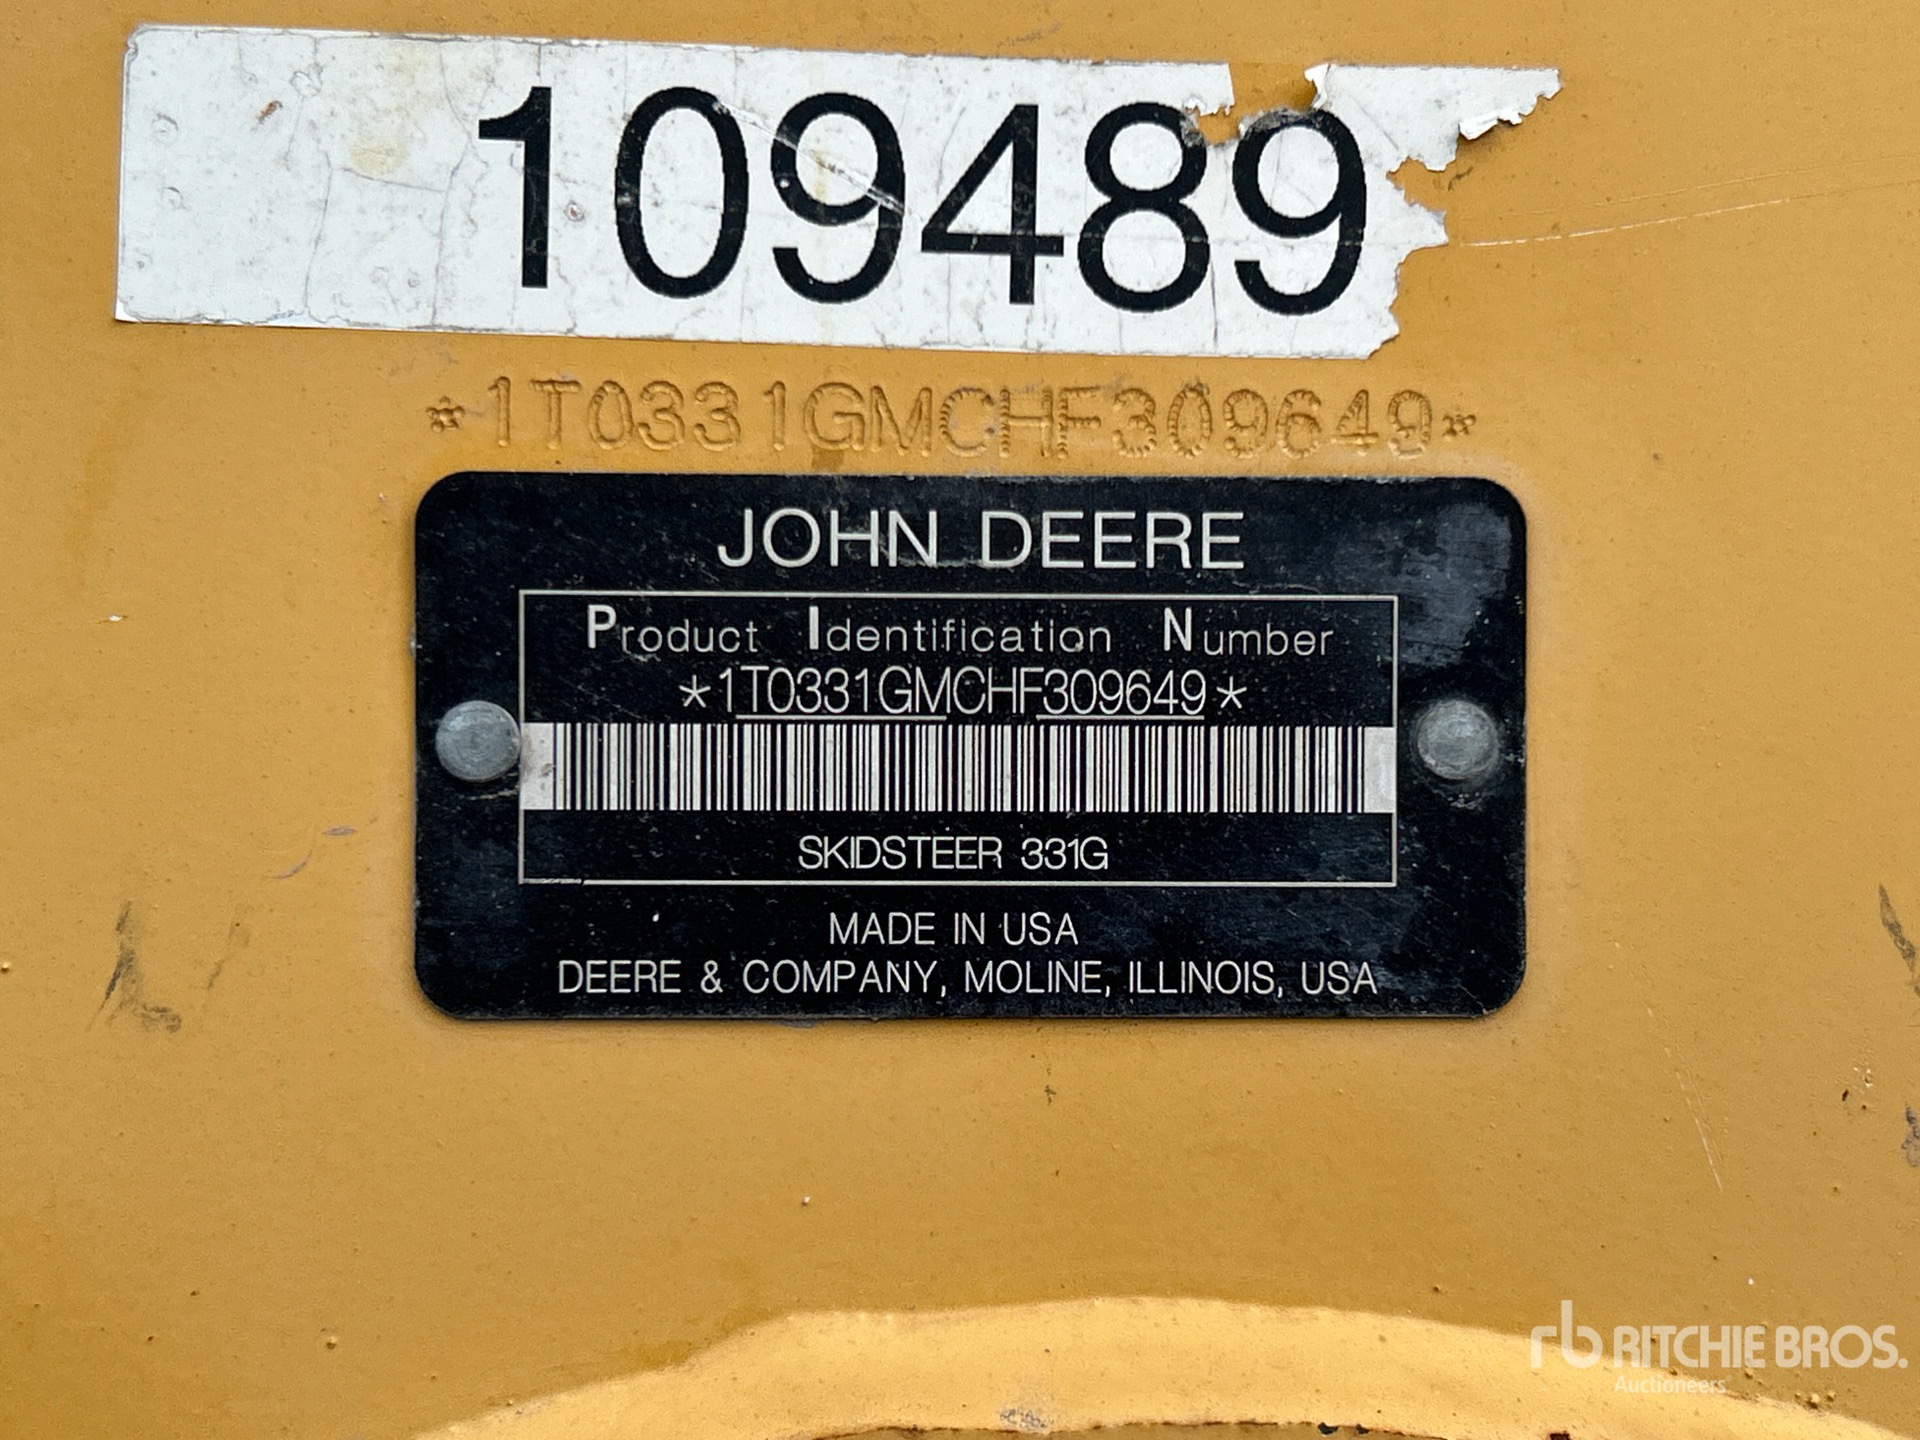 109489
*1T0331GMCHF309649*
JOHN DEERE
Product Identification Number
*1T0331GMCHF309649*
SKIDSTEER 331G
MADE IN USA
DEERE & COMPANY, MOLINE, ILLINOIS, USA
rb RITCHIE BROS.
Auctioneers